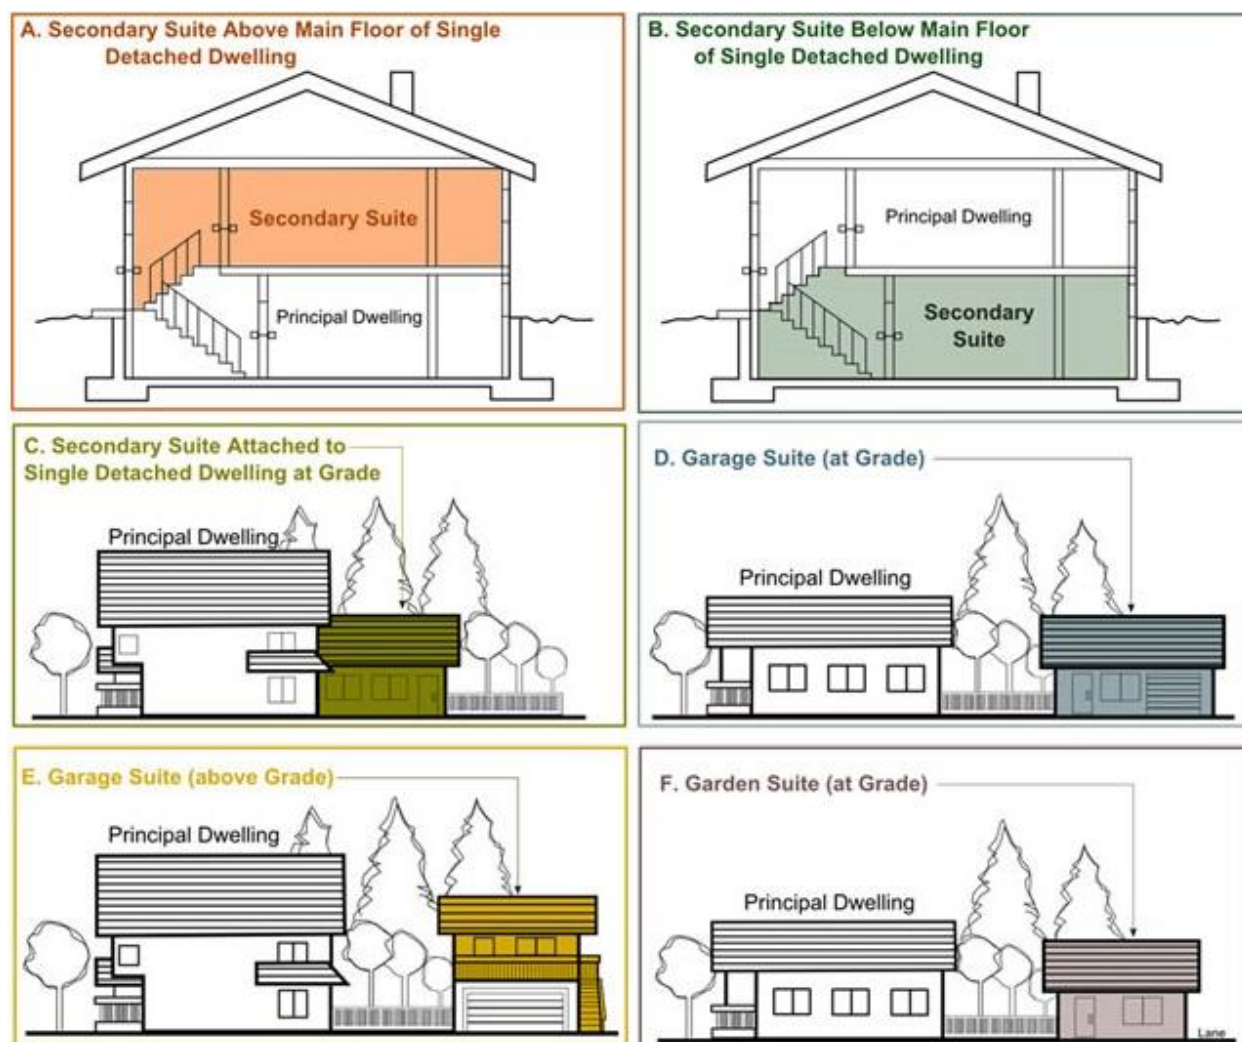 A. Secondary Suite Above Main Floor of Single
Detached Dwelling
Secondary Suite
Principal Dwelling
B. Secondary Suite Below Main Floor
of Single Detached Dwelling
Principal Dwelling
Secondary
Suite
C. Secondary Suite Attached to
Single Detached Dwelling at Grade
Principal Dwelling
D. Garage Suite (at Grade)
Principal Dwelling
E. Garage Suite (above Grade)
Principal Dwelling
F. Garden Suite (at Grade)
Principal Dwelling
Lane